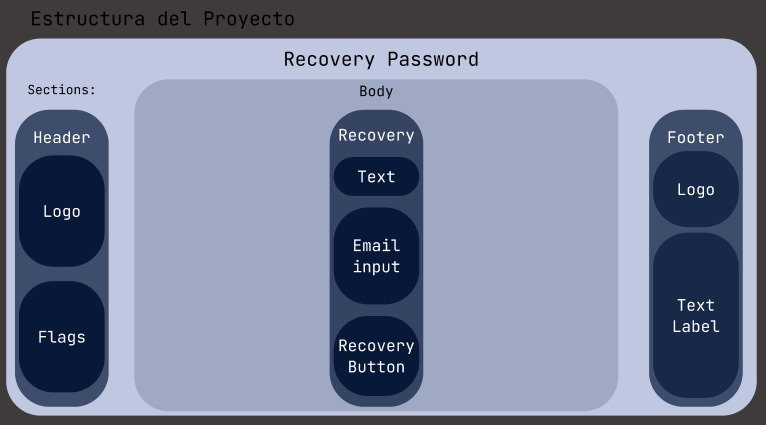 Estructura del Proyecto
Recovery Password
Sections:
Header
Logo
Flags
Body
Recovery
Text
Email
input
Recovery
Button
Footer
Logo
Text
Label